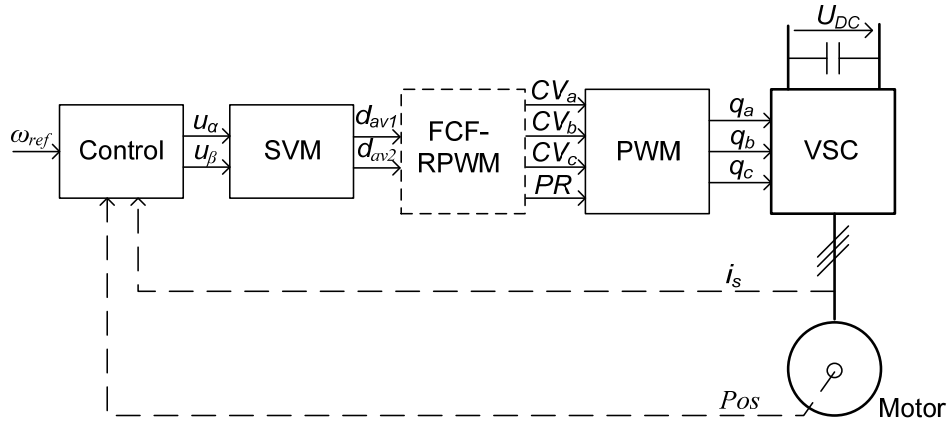 U_DC
ω_ref
Control
u_α
u_β
SVM
d_av1
d_av2
FCF-
RPWM
CV_a
CV_b
CV_c
PR
PWM
q_a
q_b
q_c
VSC
i_s
Pos
Motor